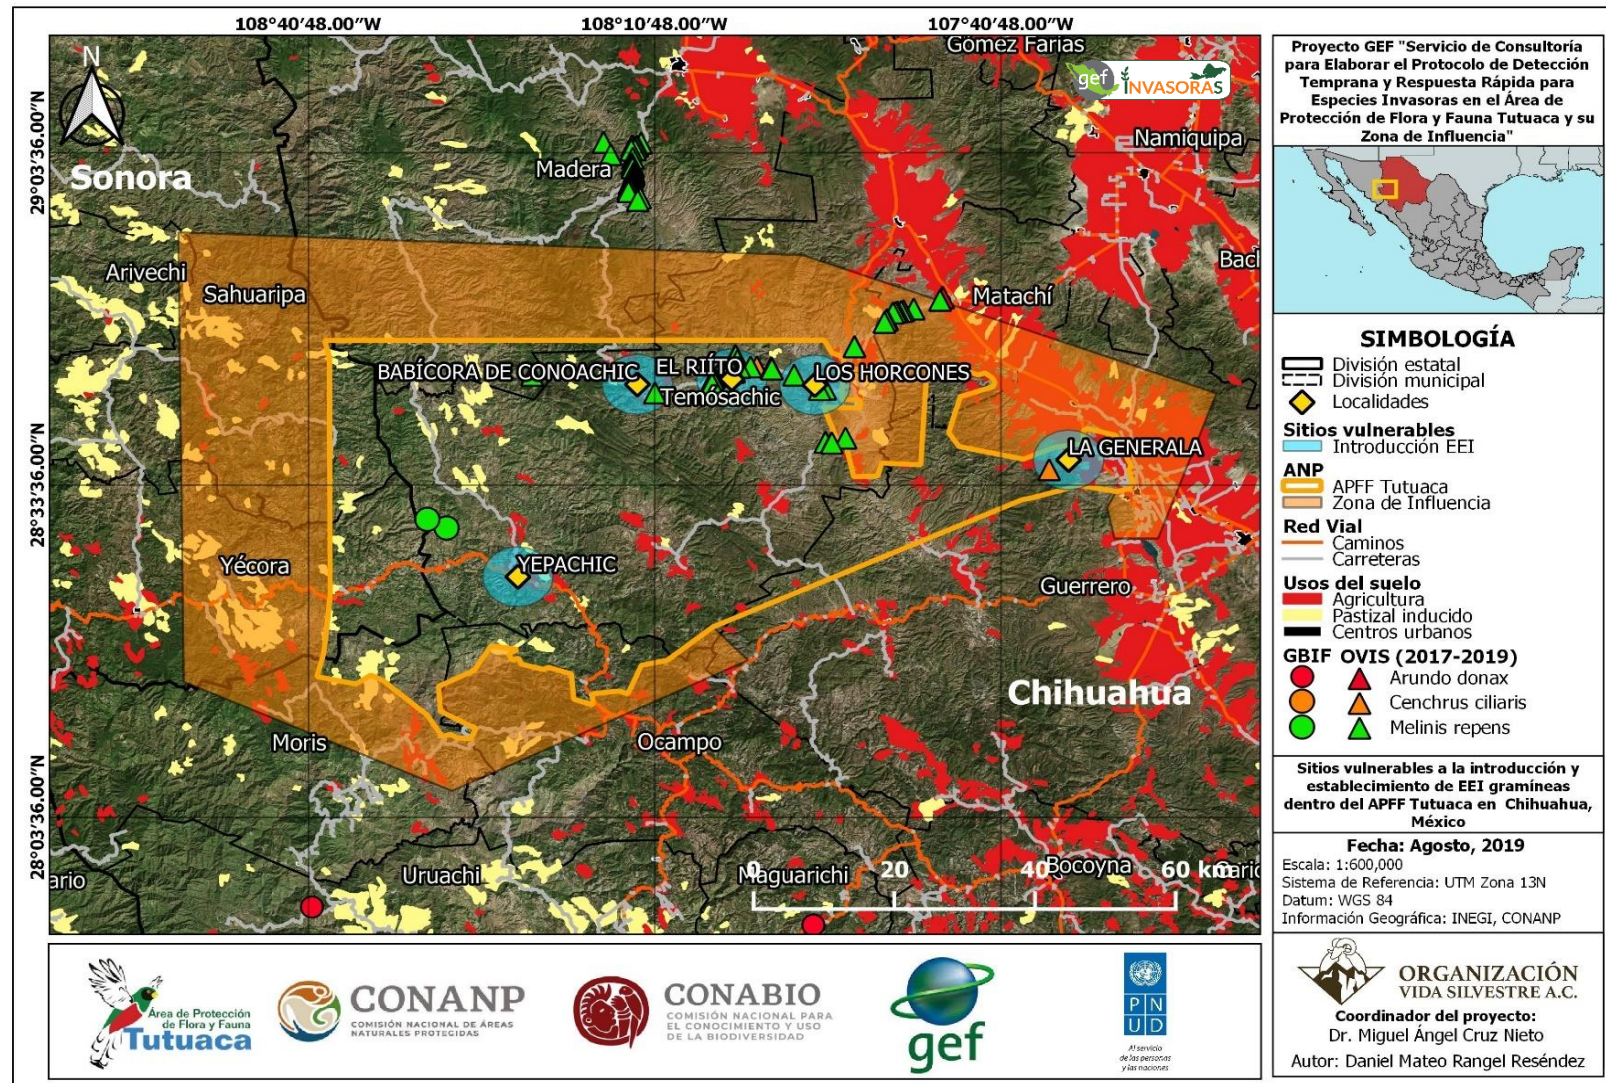 108°40'48.00"W
108°10'48.00"W
107°40'48.00"W
29°03'36.00"N
28°33'36.00"N
28°03'36.00"N
N
Gómez Farías
gef INVASORAS
Namiquipa
Madera
Sonora
Bac
Arivechi
Sahuaripa
Matachí
BABÍCORA DE CONOACHIC
EL RIÍTO
LOS HORCONES
Temósachic
LA GENERALA
Yécora
YEPACHIC
Guerrero
Chihuahua
Moris
Ocampo
Uruachi
Maguarichi
Bocoyna
ario
Caric
0 20 40 60 km
Proyecto GEF "Servicio de Consultoría
para Elaborar el Protocolo de Detección
Temprana y Respuesta Rápida para
Especies Invasoras en el Área de
Protección de Flora y Fauna Tutuaca y su
Zona de Influencia"
SIMBOLOGÍA
División estatal
División municipal
Localidades
Sitios vulnerables
Introducción EEI
ANP
APFF Tutuaca
Zona de Influencia
Red Vial
Caminos
Carreteras
Usos del suelo
Agricultura
Pastizal inducido
Centros urbanos
GBIF OVIS (2017-2019)
Arundo donax
Cenchrus ciliaris
Melinis repens
Sitios vulnerables a la introducción y
establecimiento de EEI gramíneas
dentro del APFF Tutuaca en Chihuahua,
México
Fecha: Agosto, 2019
Escala: 1:600,000
Sistema de Referencia: UTM Zona 13N
Datum: WGS 84
Información Geográfica: INEGI, CONANP
ORGANIZACIÓN
VIDA SILVESTRE A.C.
Coordinador del proyecto:
Dr. Miguel Ángel Cruz Nieto
Autor: Daniel Mateo Rangel Reséndez
Área de Protección
de Flora y Fauna
Tutuaca
CONANP
COMISIÓN NACIONAL DE ÁREAS
NATURALES PROTEGIDAS
CONABIO
COMISIÓN NACIONAL PARA
EL CONOCIMIENTO Y USO
DE LA BIODIVERSIDAD
gef
P N
U D
Al servicio
de las personas
y las naciones